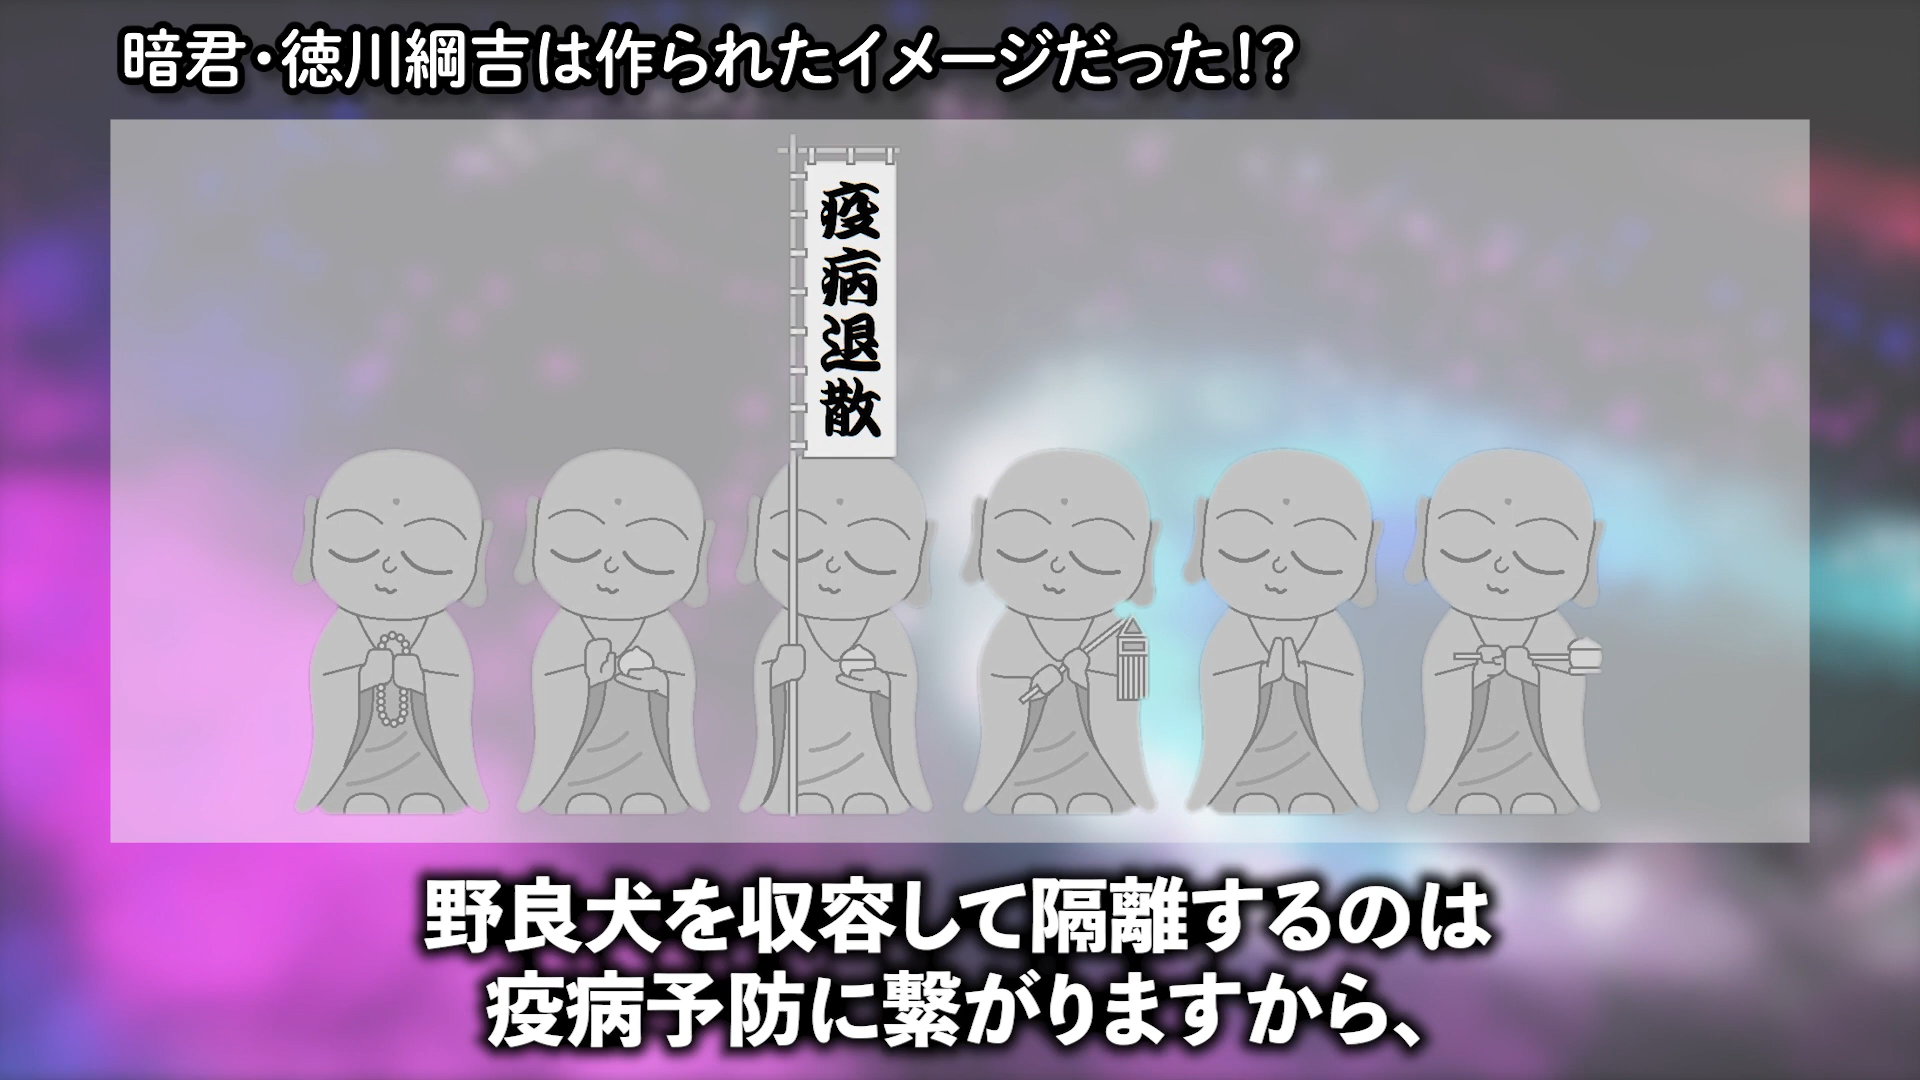 暗君・徳川綱吉は作られたイメージだった!?
疫病退散
野良犬を収容して隔離するのは
疫病予防に繋がりますから、